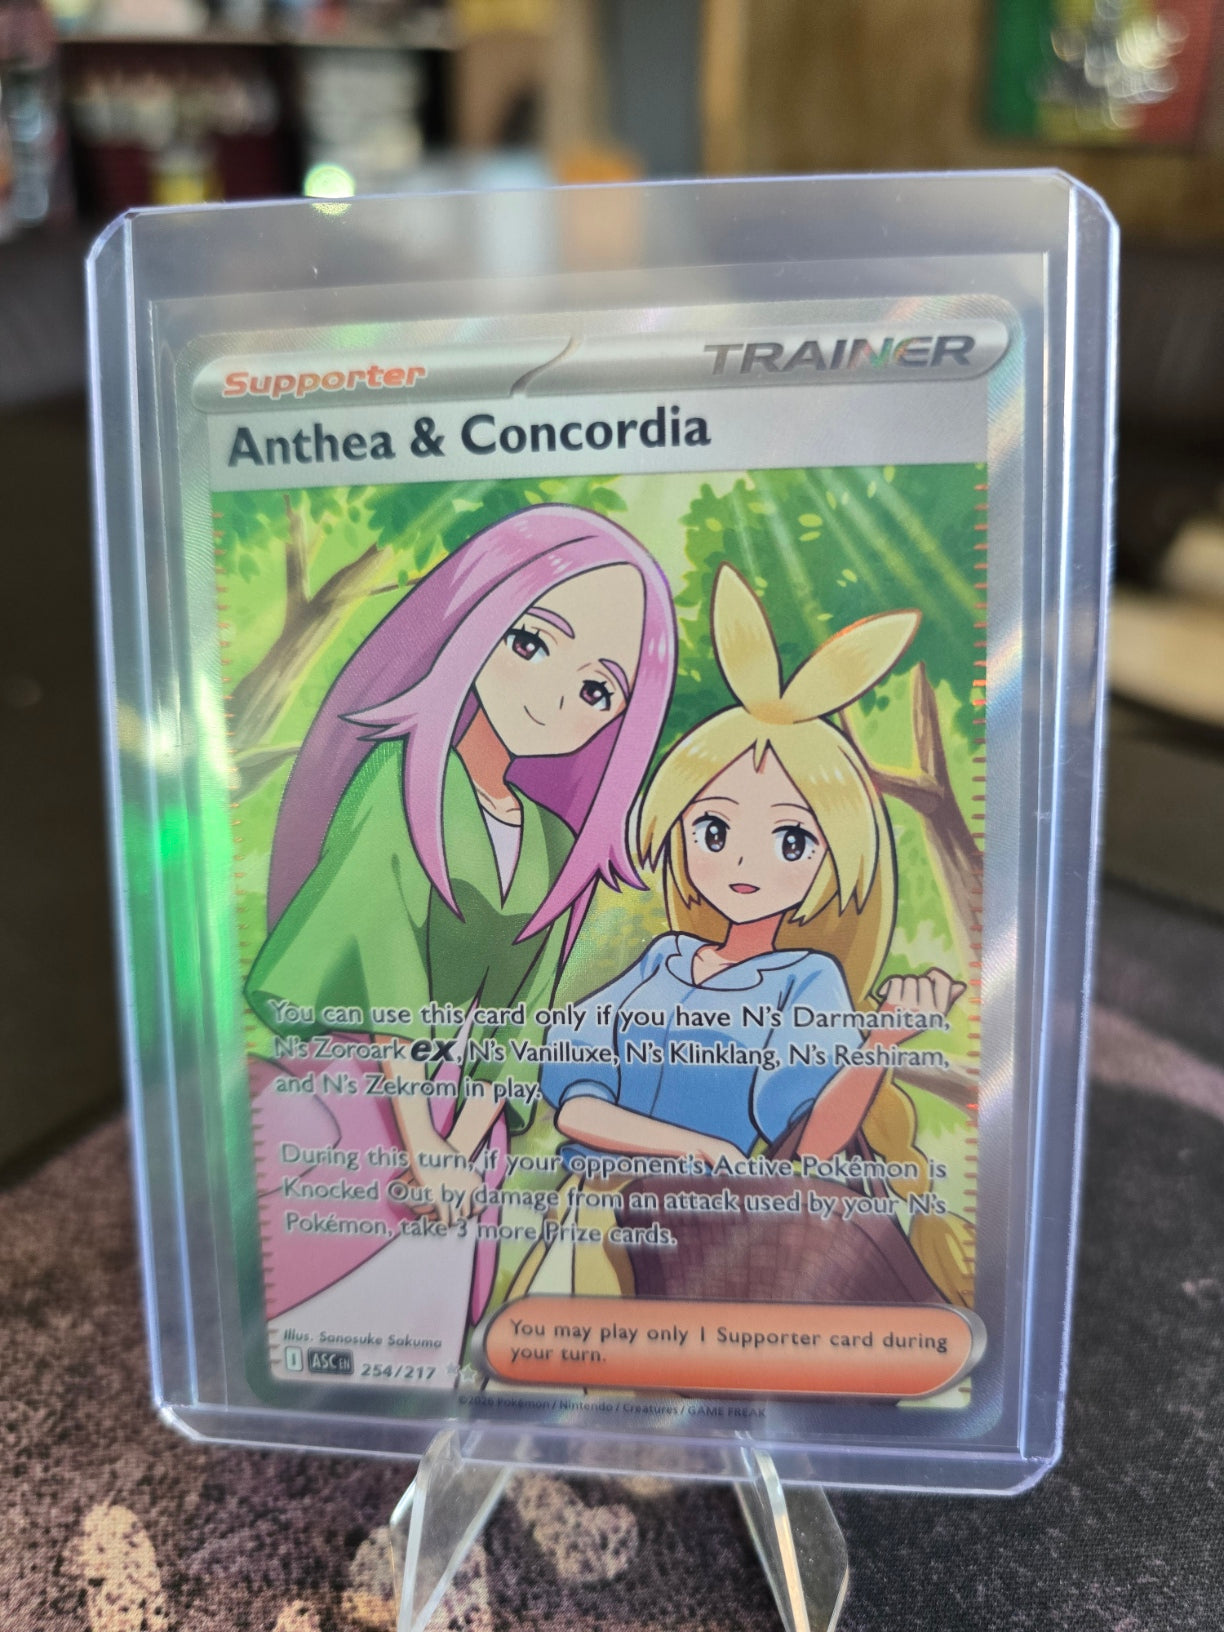 Supporter TRAINER
Anthea & Concordia
You can use this card only if you have N's Darmanitan,
N's Zoroark ex, N's Vanilluxe, N's Klinklang, N's Reshiram,
and N's Zekrom in play.
During this turn, if your opponent's Active Pokémon is
Knocked Out by damage from an attack used by your N's
Pokémon, take 3 more Prize cards.
Illus. Sanosuke Sakuma
I ASC EN 254/217
You may play only 1 Supporter card during
your turn.
©2026 Pokémon / Nintendo / Creatures / GAME FREAK